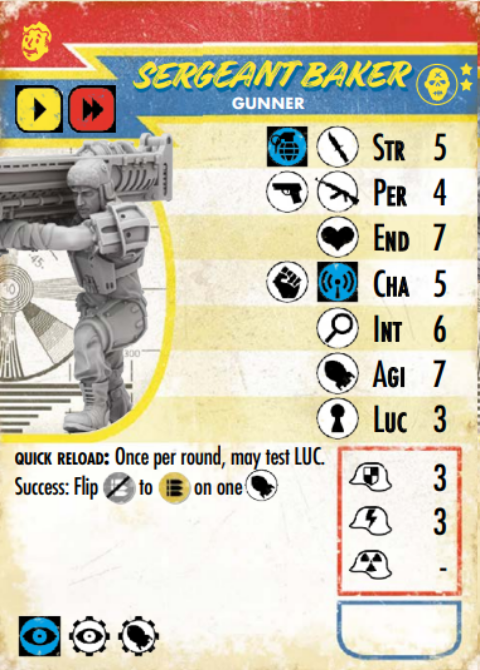 SERGEANT BAKER
GUNNER
STR 5
PER 4
END 7
CHA 5
INT 6
AGI 7
LUC 3
QUICK RELOAD: Once per round, may test LUC.
Success: Flip to on one
3
3
-